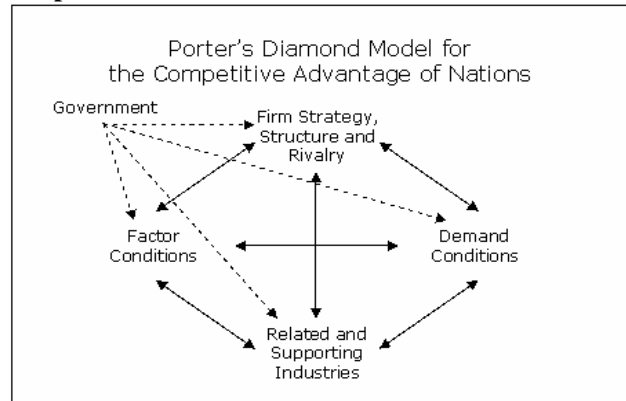 Porter's Diamond Model for
the Competitive Advantage of Nations
Government
Firm Strategy,
Structure and
Rivalry
Factor
Conditions
Demand
Conditions
Related and
Supporting
Industries